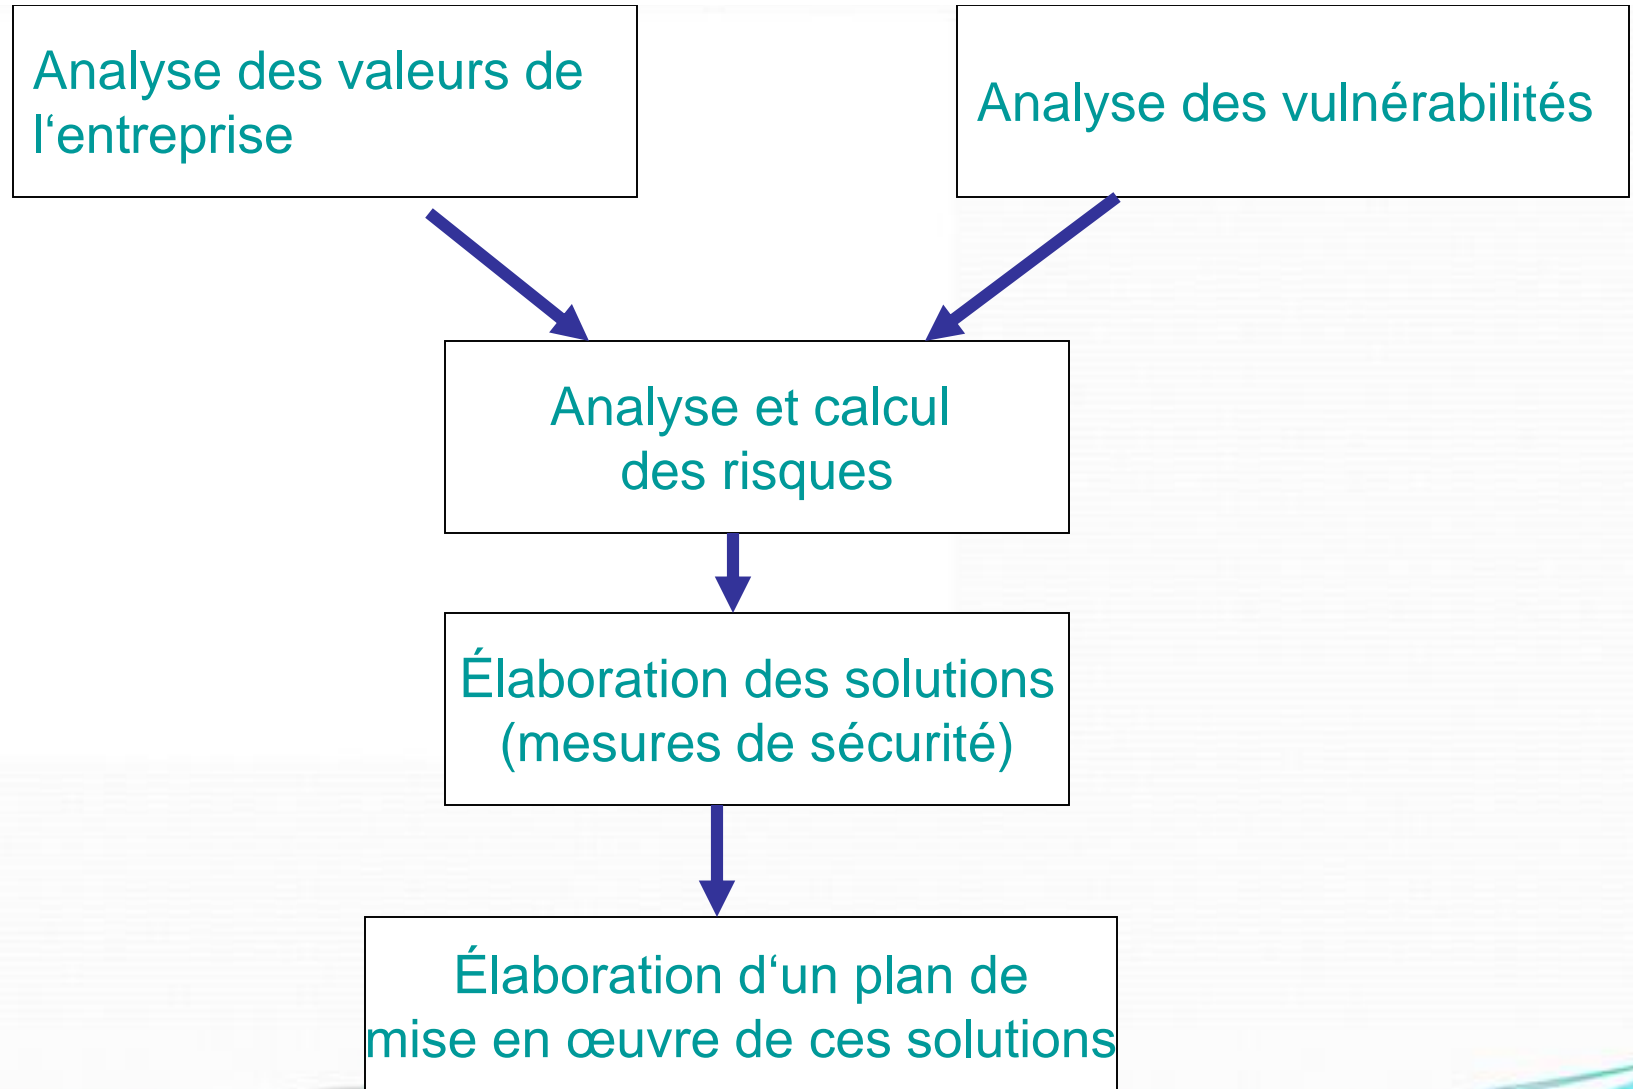 Analyse des valeurs de
l‘entreprise
Analyse des vulnérabilités
Analyse et calcul
des risques
Élaboration des solutions
(mesures de sécurité)
Élaboration d‘un plan de
mise en œuvre de ces solutions